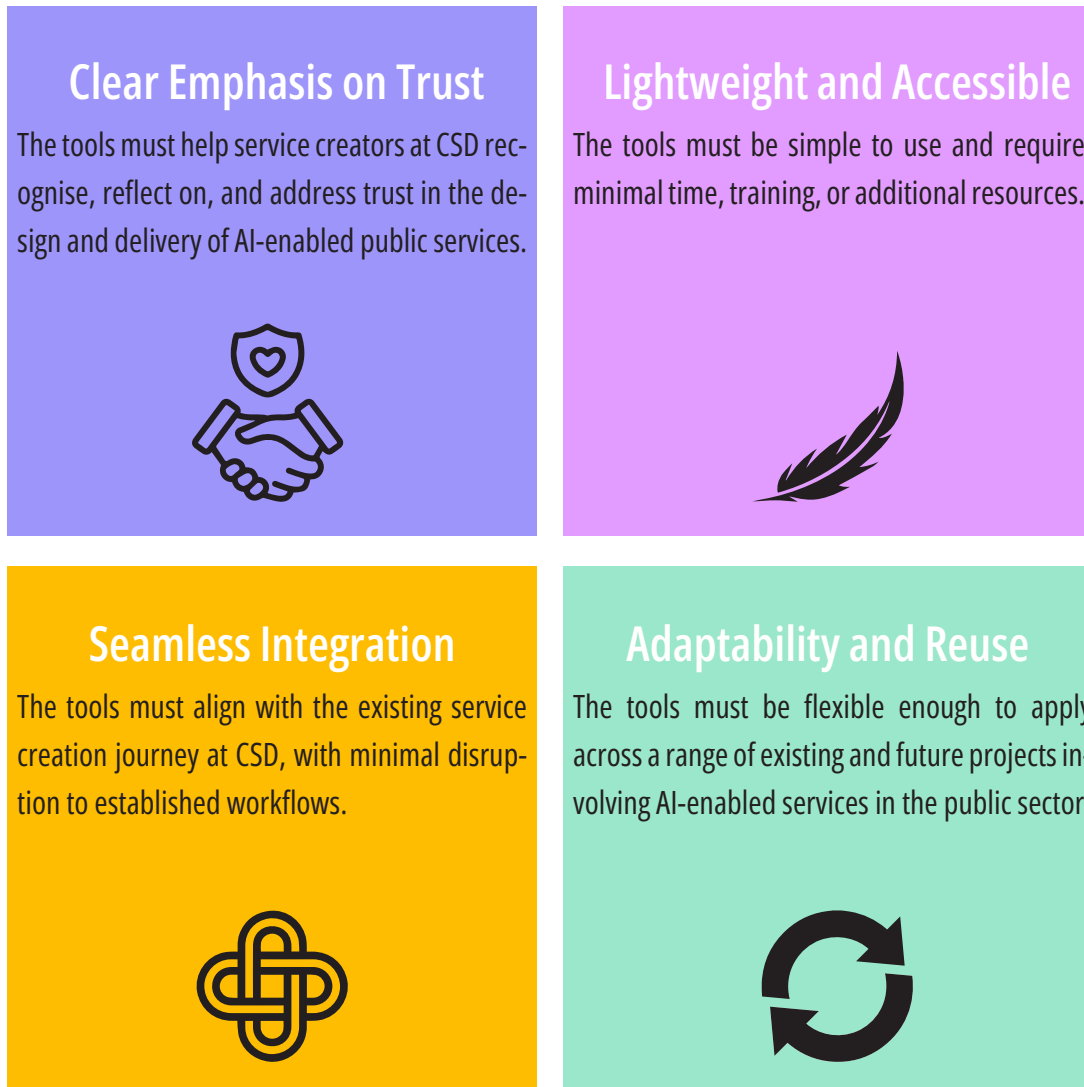 Clear Emphasis on Trust
The tools must help service creators at CSD rec-
ognise, reflect on, and address trust in the de-
sign and delivery of AI-enabled public services.
Lightweight and Accessible
The tools must be simple to use and require
minimal time, training, or additional resources.
Seamless Integration
The tools must align with the existing service
creation journey at CSD, with minimal disrup-
tion to established workflows.
Adaptability and Reuse
The tools must be flexible enough to apply
across a range of existing and future projects in-
volving AI-enabled services in the public sector